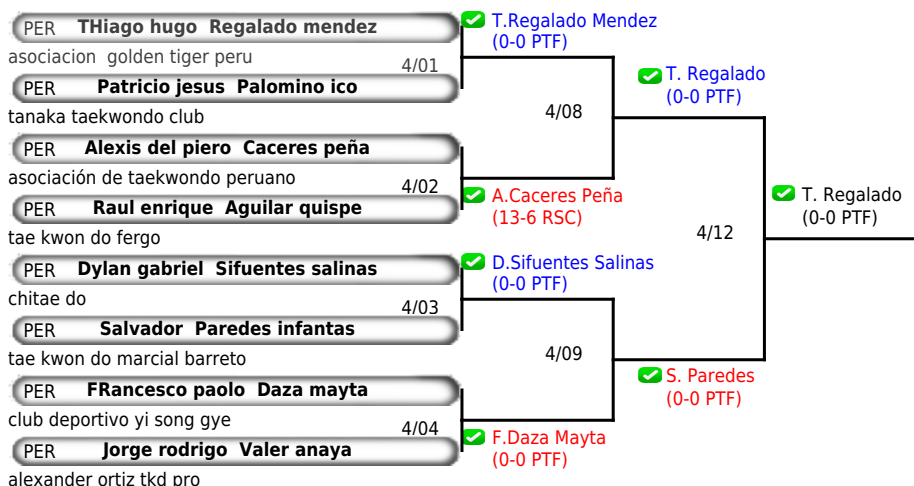 PER THiago hugo Regalado mendez
asociacion golden tiger peru
4/01
PER Patricio jesus Palomino ico
tanaka taekwondo club
PER Alexis del piero Caceres peña
asociación de taekwondo peruano
4/02
PER Raul enrique Aguilar quispe
tae kwon do fergo
PER Dylan gabriel Sifuentes salinas
chitae do
4/03
PER Salvador Paredes infantas
tae kwon do marcial barreto
PER FRancesco paolo Daza mayta
club deportivo yi song gye
4/04
PER Jorge rodrigo Valer anaya
alexander ortiz tkd pro
T.Regalado Mendez
(0-0 PTF)
4/08
A.Caceres Peña
(13-6 RSC)
D.Sifuentes Salinas
(0-0 PTF)
4/09
F.Daza Mayta
(0-0 PTF)
T. Regalado
(0-0 PTF)
4/12
S. Paredes
(0-0 PTF)
T. Regalado
(0-0 PTF)